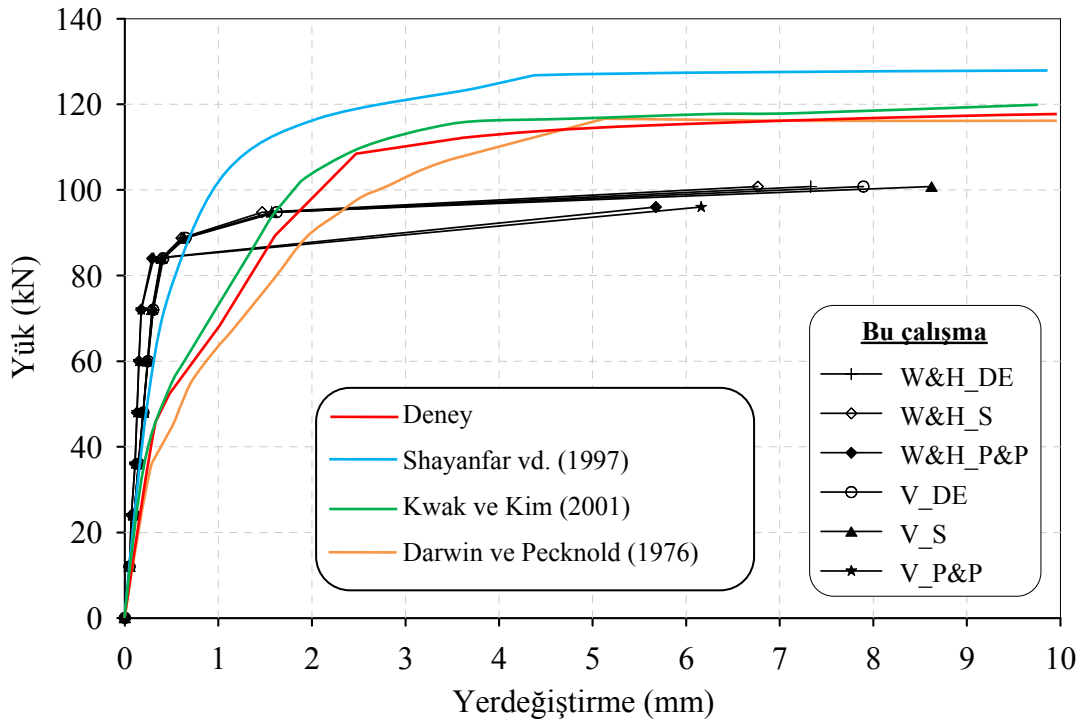 140
120
100
80
60
40
20
0
Yük (kN)
0 1 2 3 4 5 6 7 8 9 10
Yerdeğiştirme (mm)
Deney
Shayanfar vd. (1997)
Kwak ve Kim (2001)
Darwin ve Pecknold (1976)
Bu çalışma
W&H_DE
W&H_S
W&H_P&P
V_DE
V_S
V_P&P